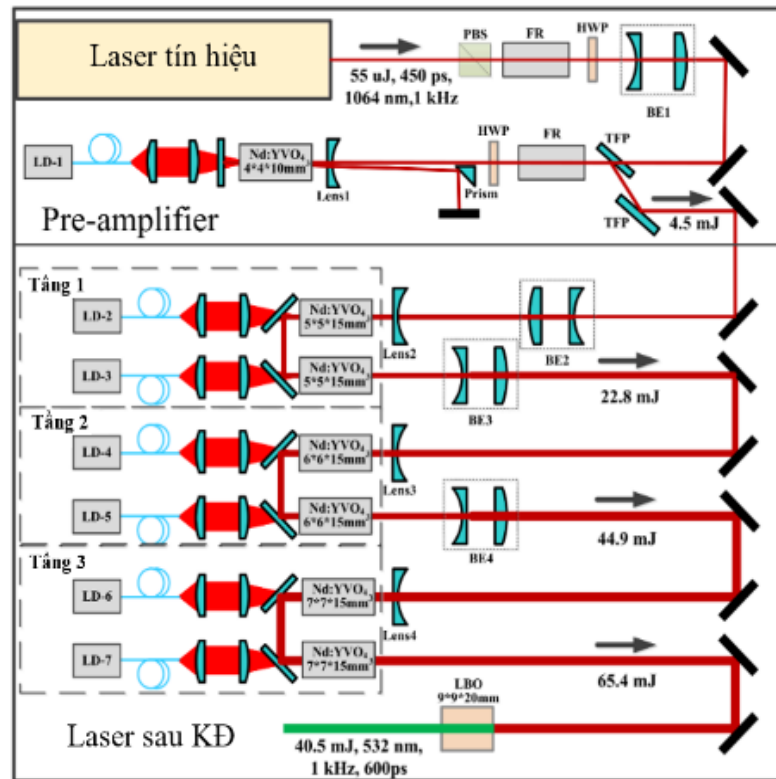 Laser tín hiệu
55 uJ, 450 ps,
1064 nm,1 kHz
PBS
FR
HWP
BE1
LD-1
Nd:YVO4
4*4*10mm3
Lens1
Prism
HWP
FR
TFP
TFP
4.5 mJ
Pre-amplifier
Tầng 1
LD-2
Nd:YVO4
5*5*15mm3
Lens2
BE2
LD-3
Nd:YVO4
5*5*15mm3
BE3
22.8 mJ
Tầng 2
LD-4
Nd:YVO4
6*6*15mm3
Lens3
LD-5
Nd:YVO4
6*6*15mm3
BE4
44.9 mJ
Tầng 3
LD-6
Nd:YVO4
7*7*15mm3
Lens4
LD-7
Nd:YVO4
7*7*15mm3
65.4 mJ
LBO
9*9*20mm
Laser sau KĐ
40.5 mJ, 532 nm,
1 kHz, 600ps